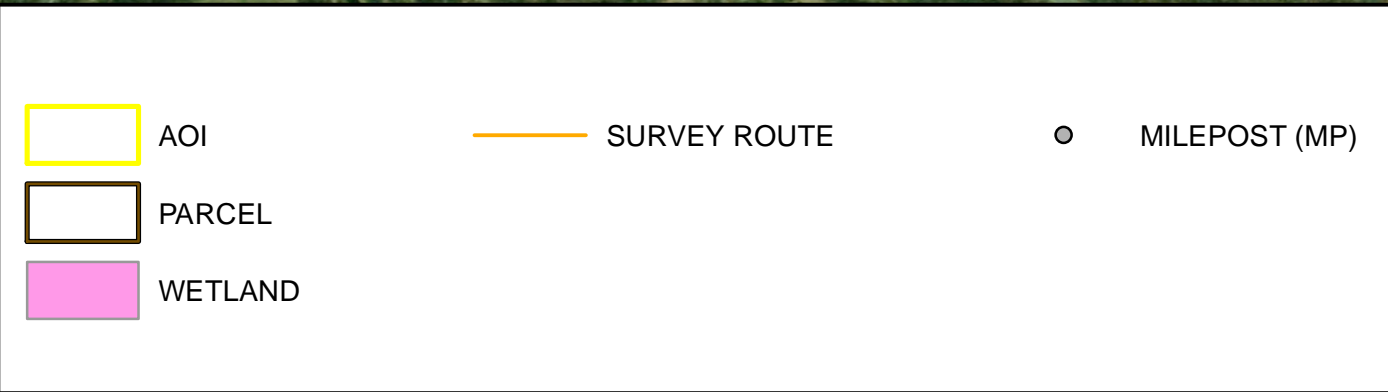 AOI
SURVEY ROUTE
MILEPOST (MP)
PARCEL
WETLAND